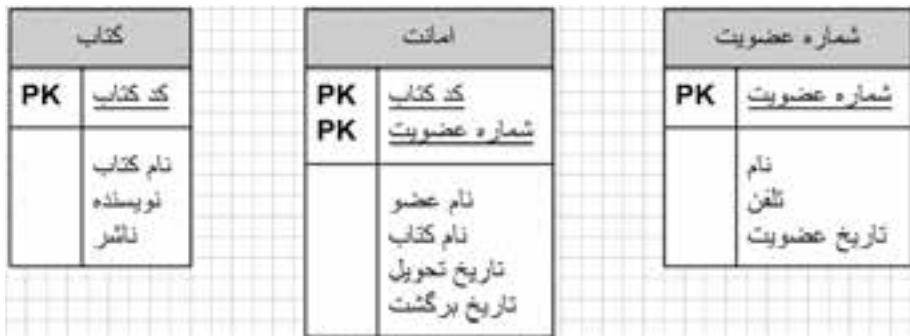 شماره عضویت
PK شماره عضویت
نام
تلفن
تاریخ عضویت
امانت
PK کد کتاب
PK شماره عضویت
نام عضو
نام کتاب
تاریخ تحویل
تاریخ برگشت
کتاب
PK کد کتاب
نام کتاب
نویسنده
ناشر